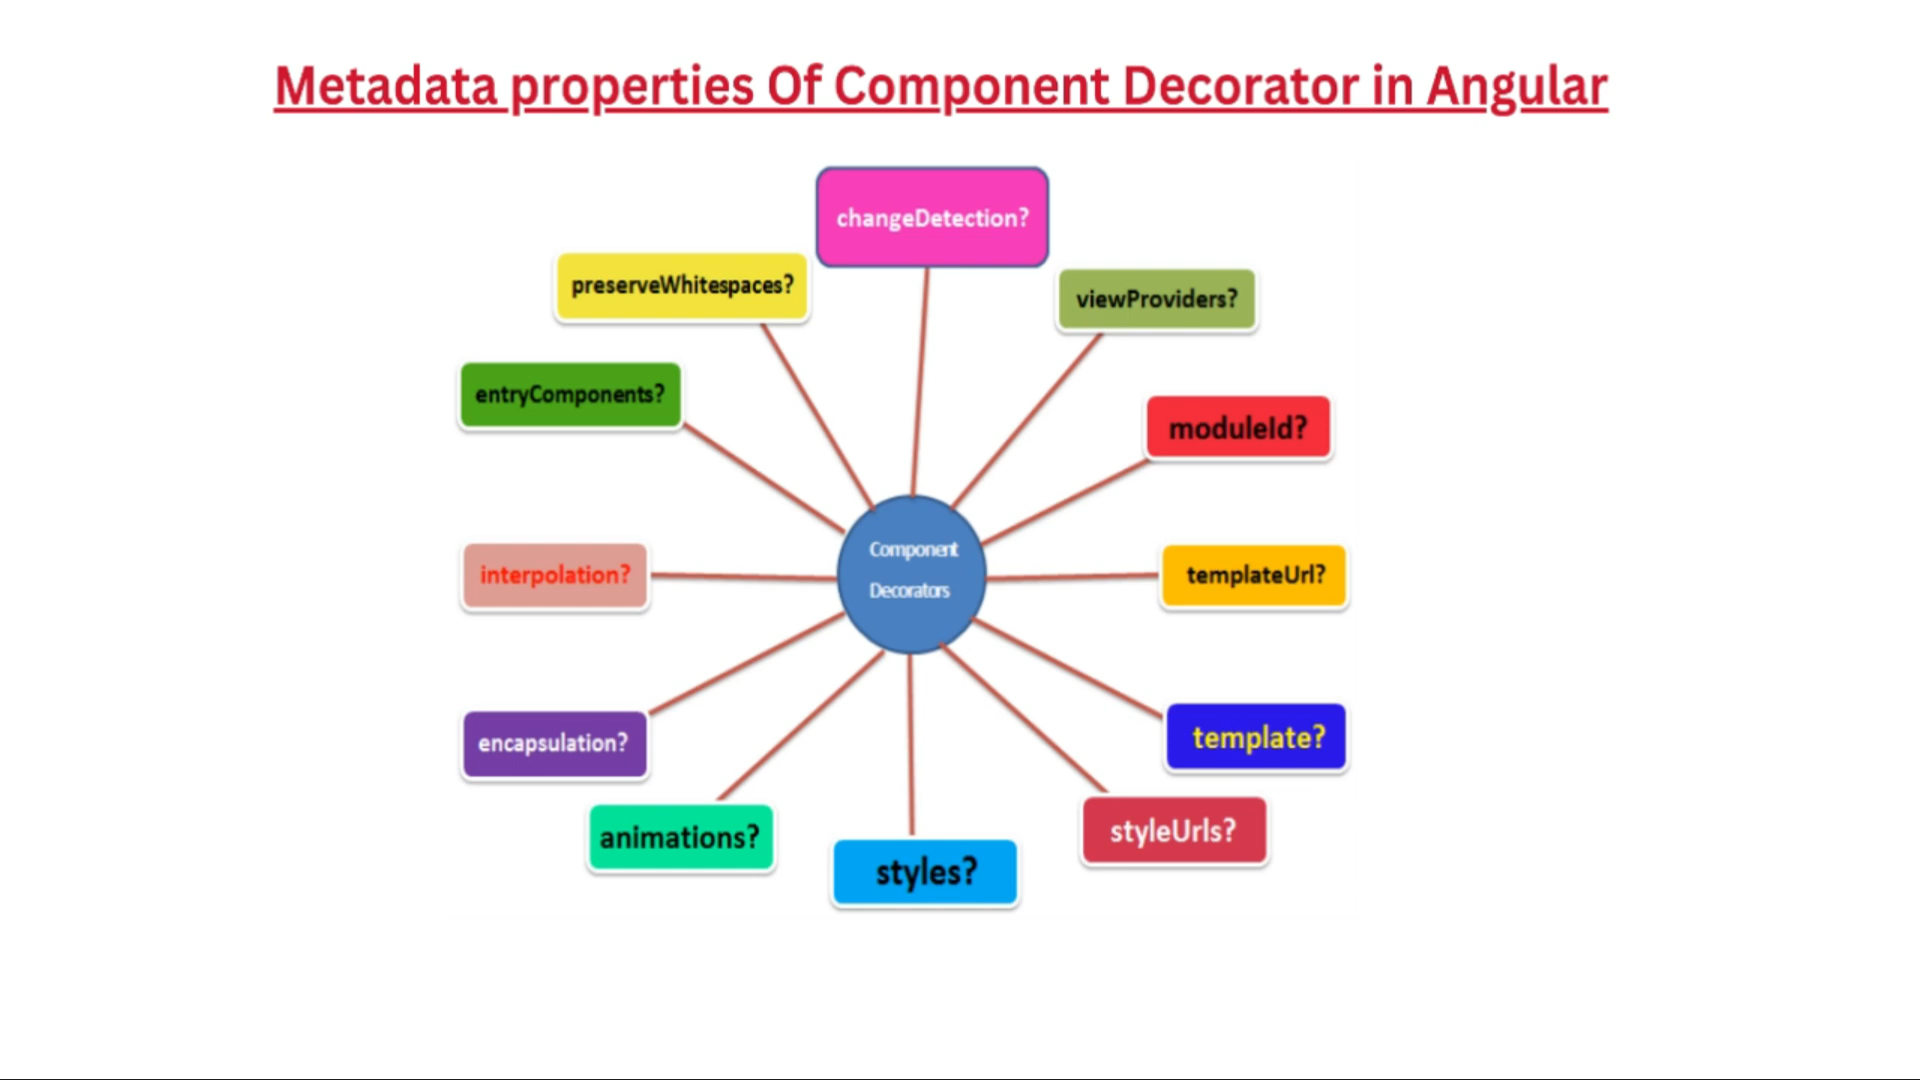 Metadata properties Of Component Decorator in Angular
changeDetection?
preserveWhitespaces?
viewProviders?
entryComponents?
moduleId?
Component
Decorators
interpolation?
templateUrl?
encapsulation?
template?
animations?
styleUrls?
styles?